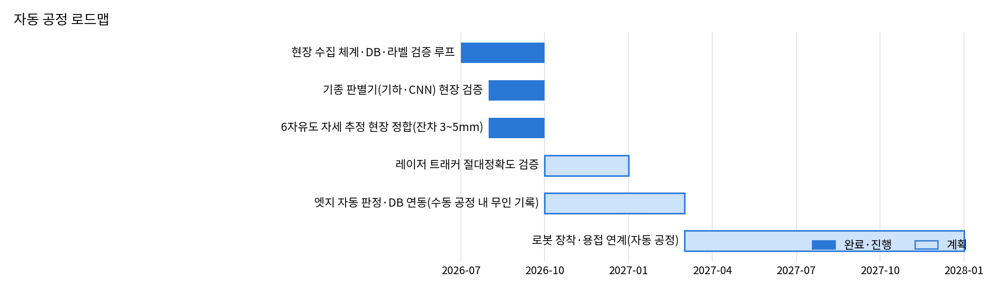 자동 공정 로드맵
현장 수집 체계·DB·라벨 검증 루프
기종 판별기(기하·CNN) 현장 검증
6자유도 자세 추정 현장 정합(잔차 3~5mm)
레이저 트래커 절대정확도 검증
엣지 자동 판정·DB 연동(수동 공정 내 무인 기록)
로봇 장착·용접 연계(자동 공정)
완료·진행 계획
2026-07 2026-10 2027-01 2027-04 2027-07 2027-10 2028-01